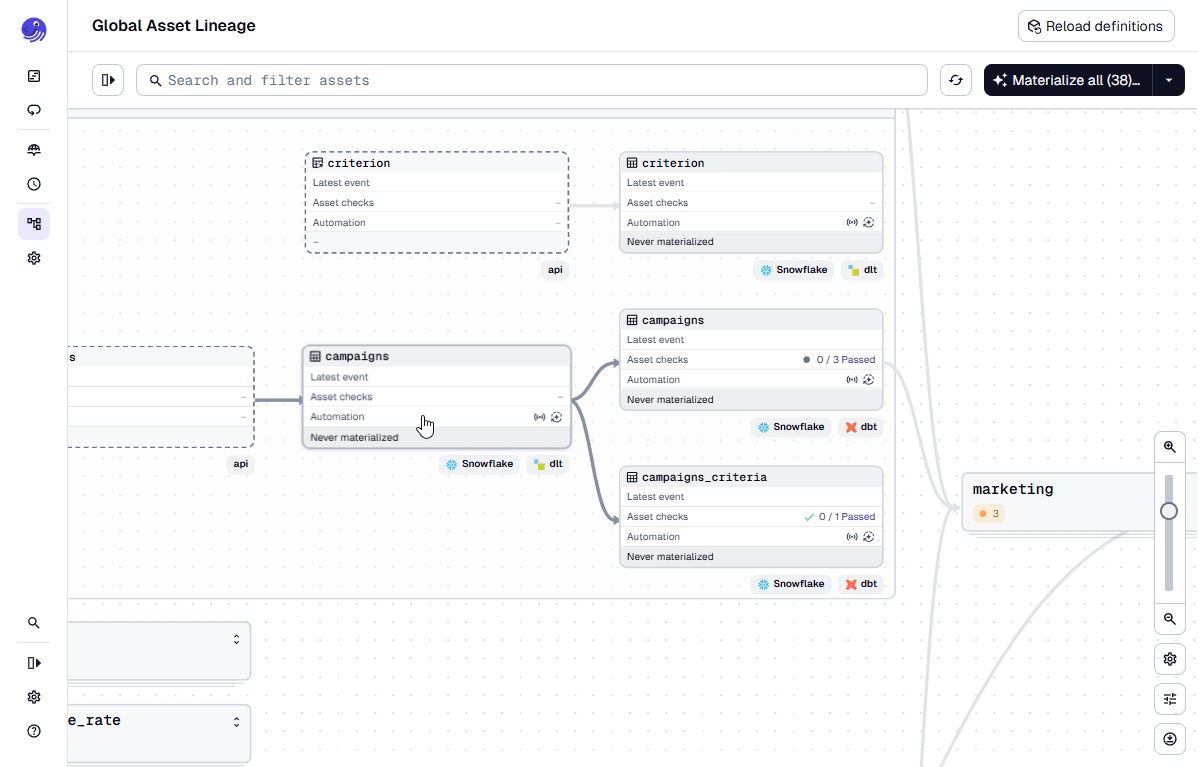 Global Asset Lineage
Reload definitions
Search and filter assets
Materialize all (38)...
criterion
Latest event
Asset checks –
Automation –
–
api
criterion
Latest event
Asset checks –
Automation
Never materialized
Snowflake dlt
s
–
–
api
campaigns
Latest event
Asset checks –
Automation
Never materialized
Snowflake dlt
campaigns
Latest event
Asset checks 0 / 3 Passed
Automation
Never materialized
Snowflake dbt
campaigns_criteria
Latest event
Asset checks 0 / 1 Passed
Automation
Never materialized
Snowflake dbt
marketing
3
e_rate